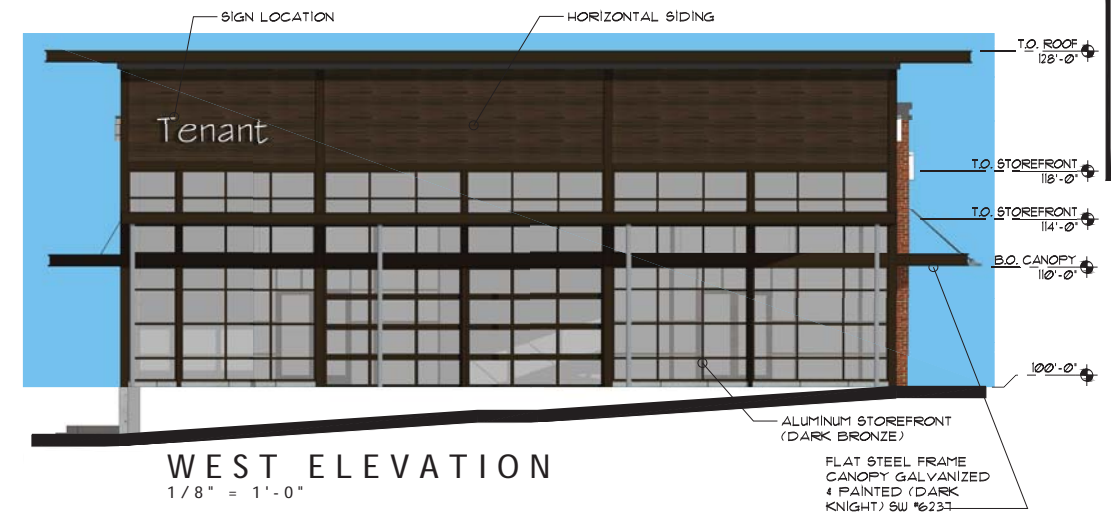 SIGN LOCATION
HORIZONTAL SIDING
T.O. ROOF
128'-0"
Tenant
T.O. STOREFRONT
118'-0"
T.O. STOREFRONT
114'-0"
B.O. CANOPY
110'-0"
100'-0"
ALUMINUM STOREFRONT
(DARK BRONZE)
FLAT STEEL FRAME
CANOPY GALVANIZED
& PAINTED (DARK
KNIGHT) SW #6237
WEST ELEVATION
1/8" = 1'-0"